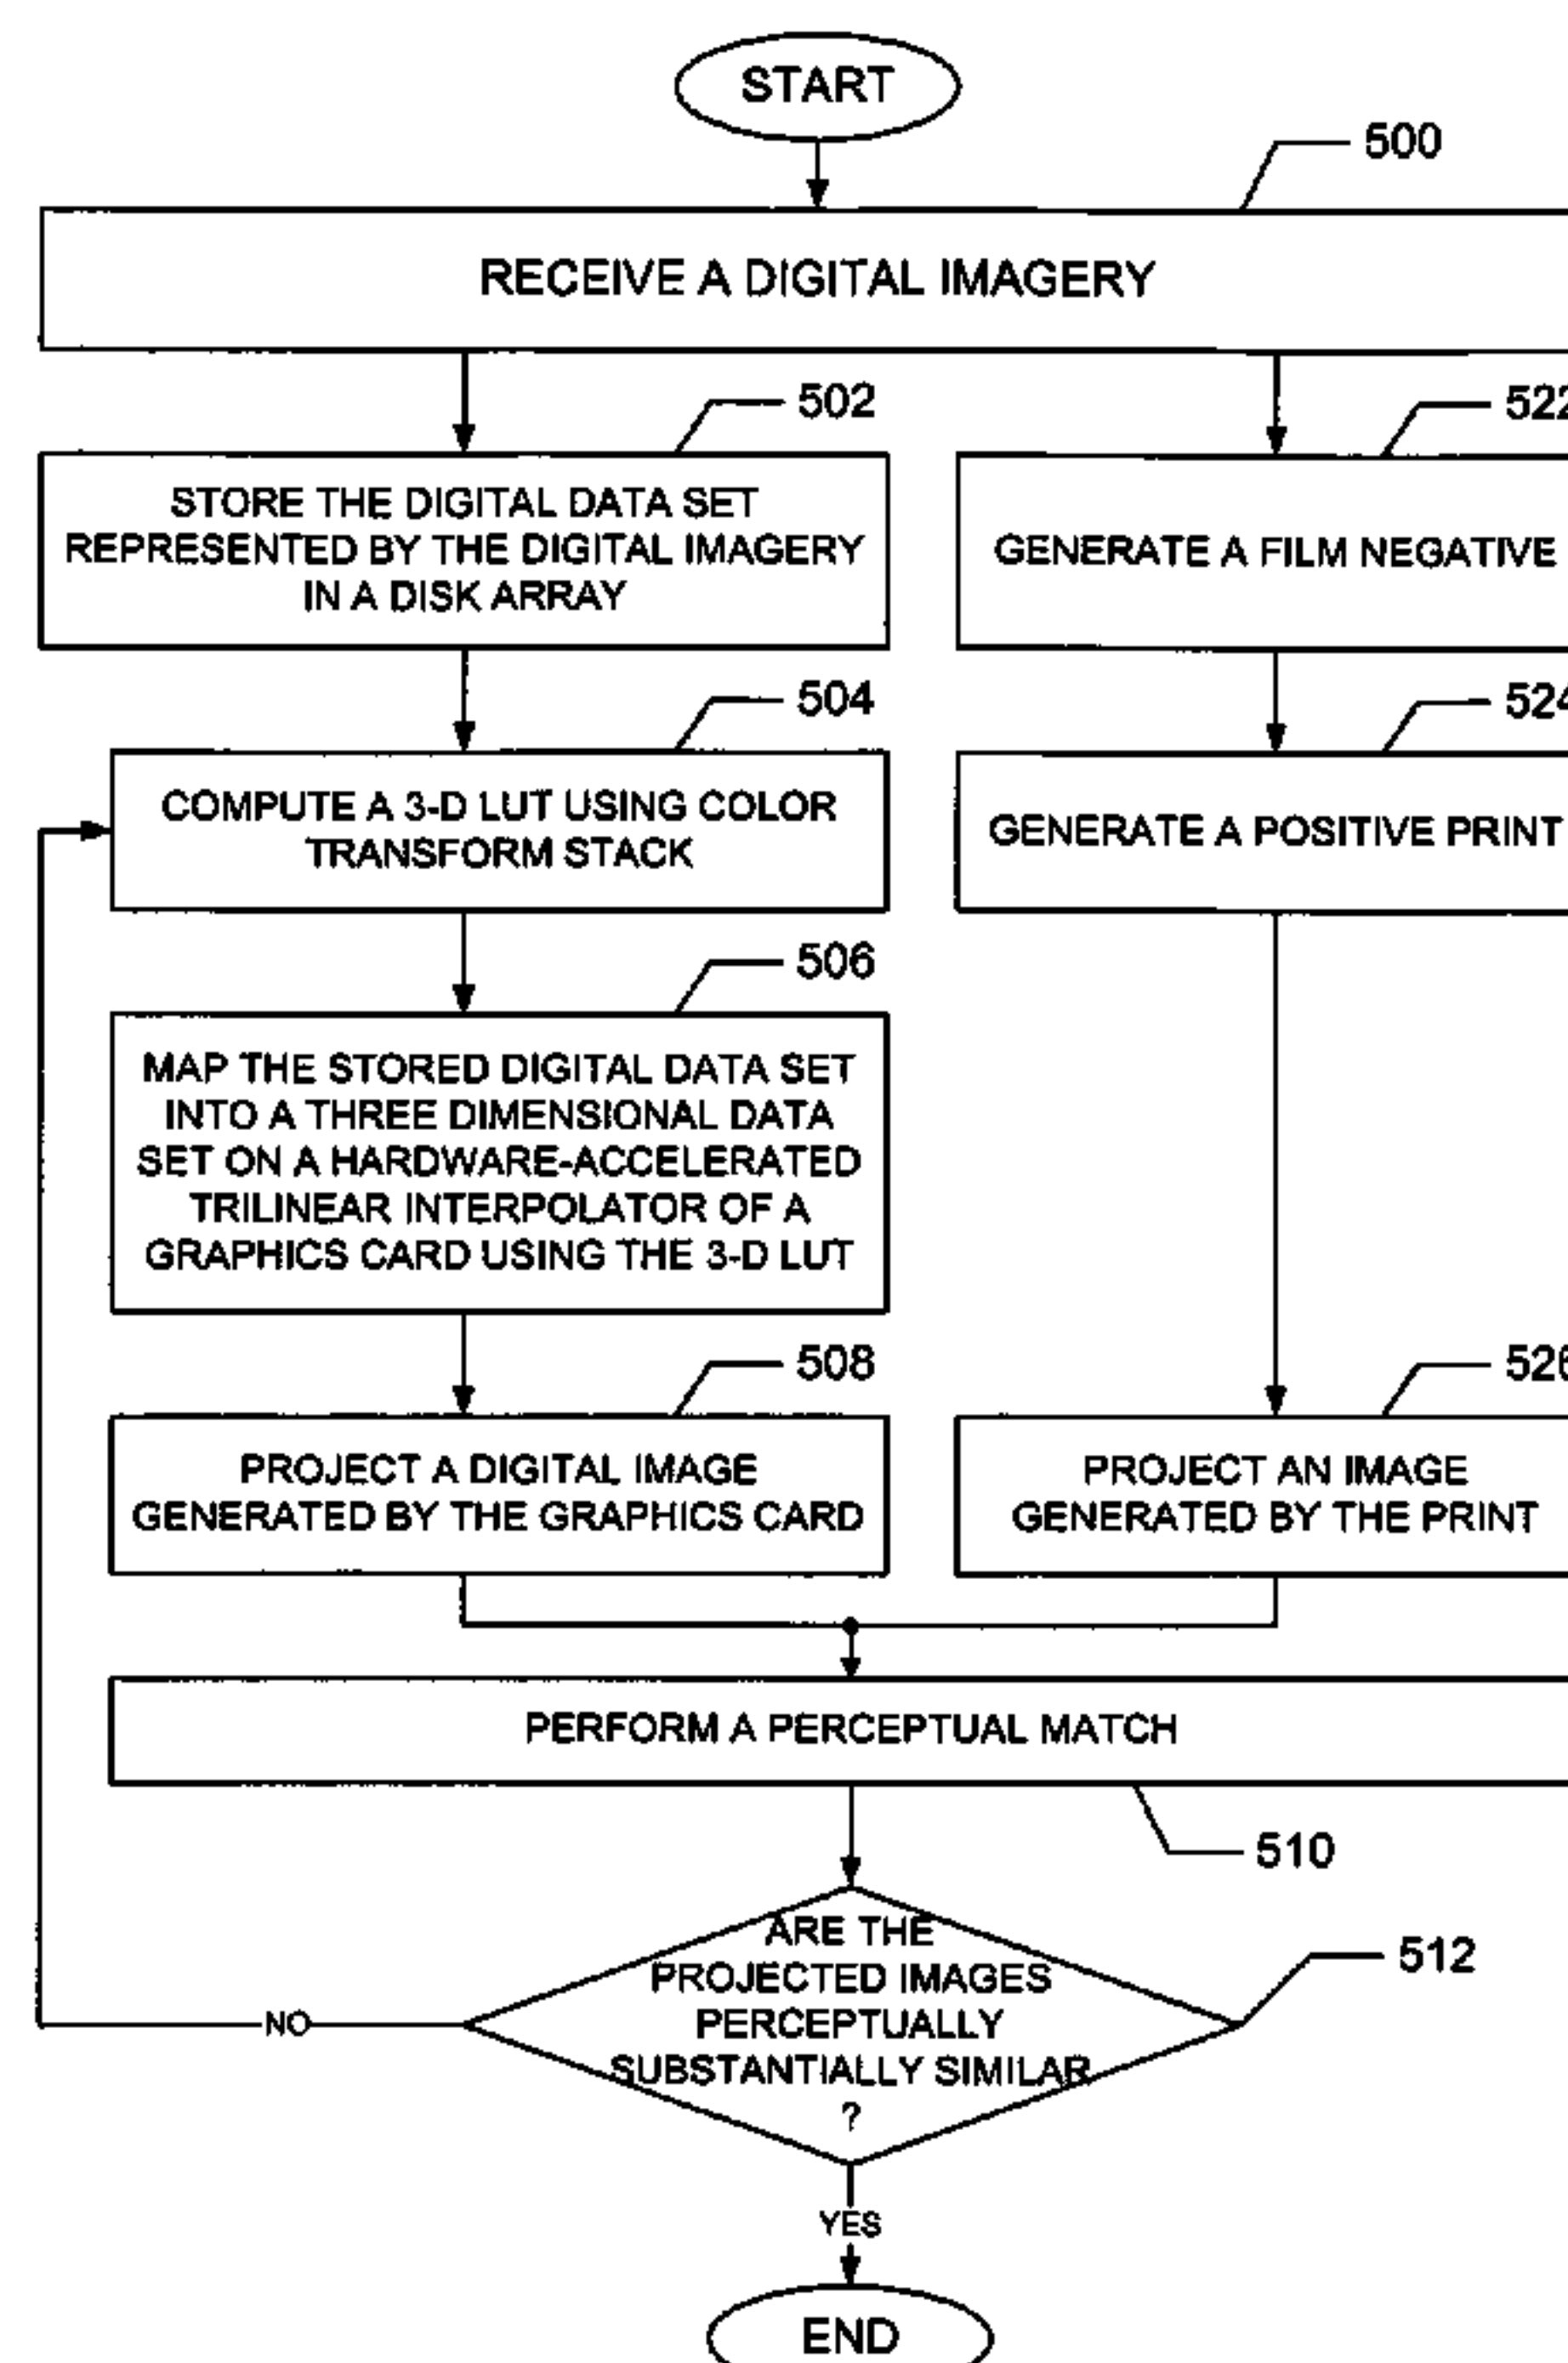 START
500
RECEIVE A DIGITAL IMAGERY
502
522
STORE THE DIGITAL DATA SET
REPRESENTED BY THE DIGITAL IMAGERY
IN A DISK ARRAY
GENERATE A FILM NEGATIVE
504
524
COMPUTE A 3-D LUT USING COLOR
TRANSFORM STACK
GENERATE A POSITIVE PRINT
506
MAP THE STORED DIGITAL DATA SET
INTO A THREE DIMENSIONAL DATA
SET ON A HARDWARE-ACCELERATED
TRILINEAR INTERPOLATOR OF A
GRAPHICS CARD USING THE 3-D LUT
508
526
PROJECT A DIGITAL IMAGE
GENERATED BY THE GRAPHICS CARD
PROJECT AN IMAGE
GENERATED BY THE PRINT
PERFORM A PERCEPTUAL MATCH
510
ARE THE
PROJECTED IMAGES
PERCEPTUALLY
SUBSTANTIALLY SIMILAR
?
512
NO
YES
END